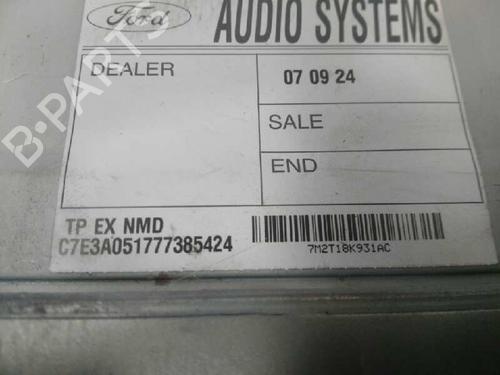 Ford
AUDIO SYSTEMS
DEALER
07 09 24
SALE
END
TP EX NMD
C7E3A051777385424
7M2T18K931AC
B-PARTS